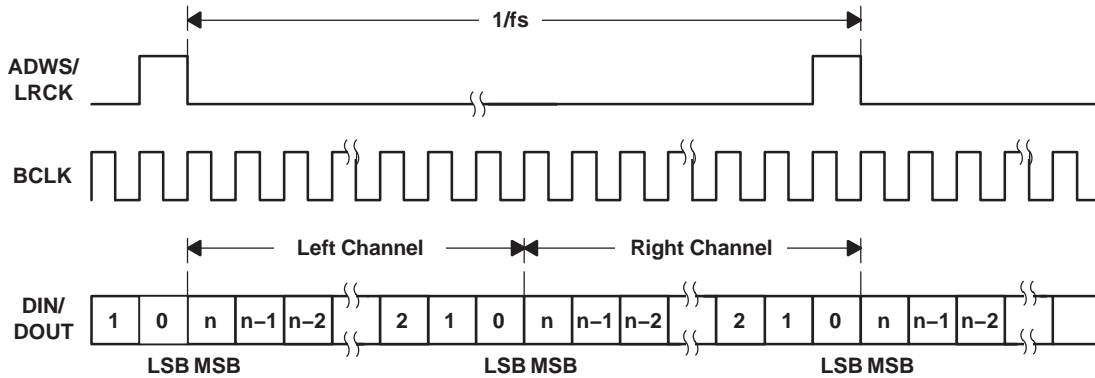 1/fs
ADWS/
LRCK
BCLK
Left Channel
Right Channel
DIN/
DOUT
1 0 n n–1 n–2 2 1 0 n n–1 n–2 2 1 0 n n–1 n–2
LSB MSB LSB MSB LSB MSB